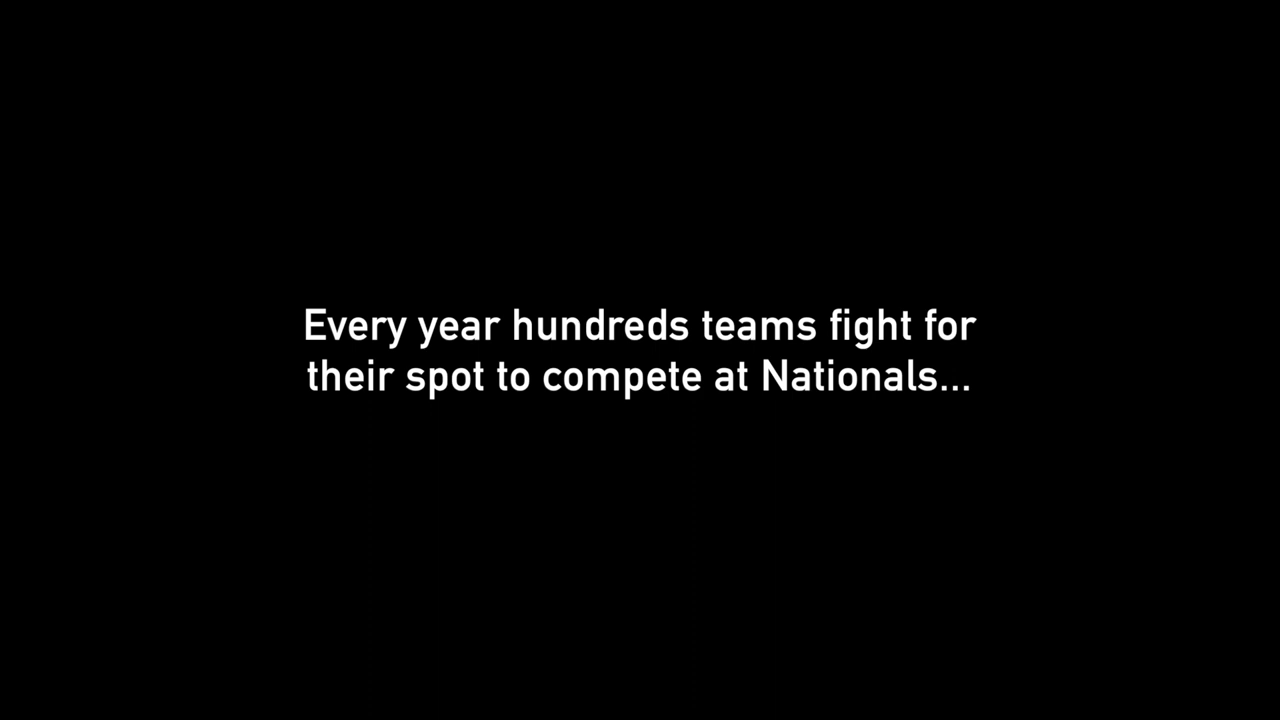 Every year hundreds teams fight for
their spot to compete at Nationals...